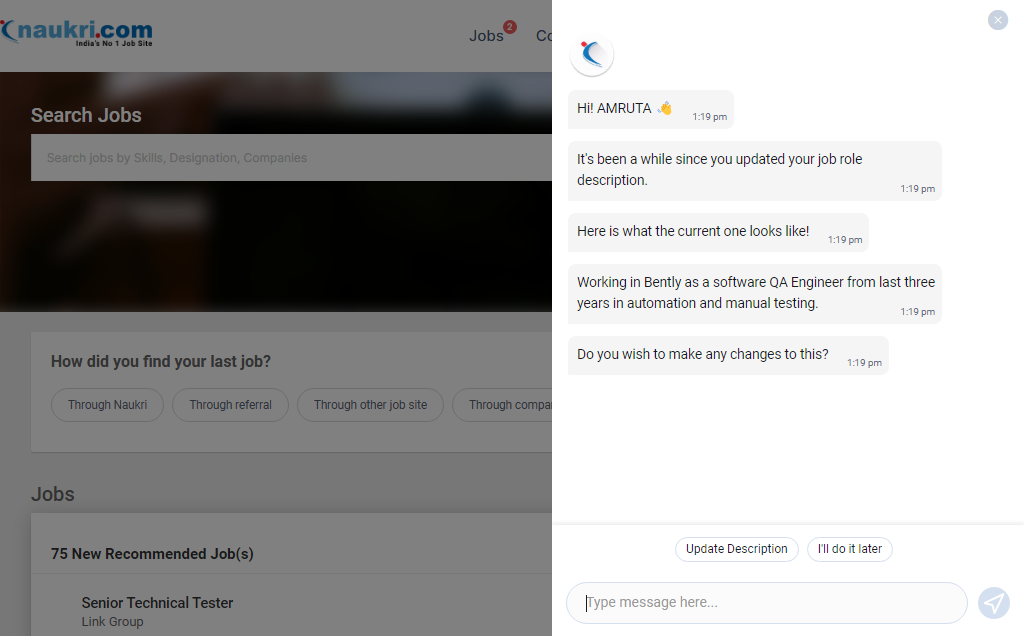 naukri.com
India's No 1 Job Site
Jobs
2
Search Jobs
Search jobs by Skills, Designation, Companies
How did you find your last job?
Through Naukri
Through referral
Through other job site
Through
Jobs
75 New Recommended Job(s)
Senior Technical Tester
Link Group
Hi! AMRUTA 👋
1:19 pm
It's been a while since you updated your job role
description.
1:19 pm
Here is what the current one looks like!
1:19 pm
Working in Bently as a software QA Engineer from last three
years in automation and manual testing.
1:19 pm
Do you wish to make any changes to this?
1:19 pm
Update Description
I'll do it later
Type message here...